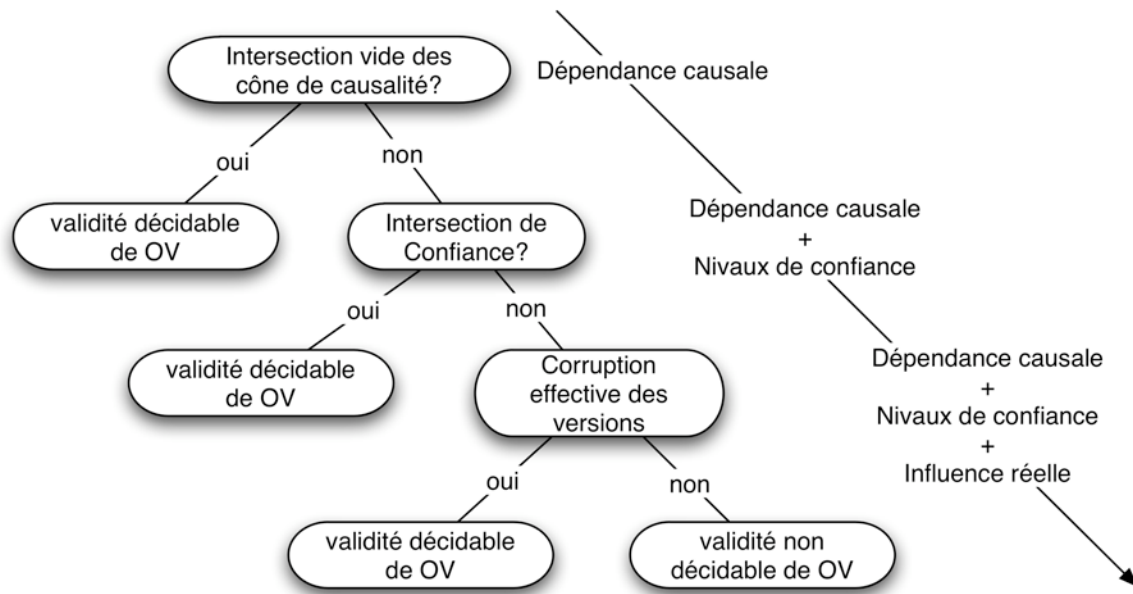 Intersection vide des
cône de causalité?
Dépendance causale
oui
non
validité décidable
de OV
Intersection de
Confiance?
Dépendance causale
+
Nivaux de confiance
oui
non
validité décidable
de OV
Corruption
effective des
versions
Dépendance causale
+
Nivaux de confiance
+
Influence réelle
oui
non
validité décidable
de OV
validité non
décidable de OV